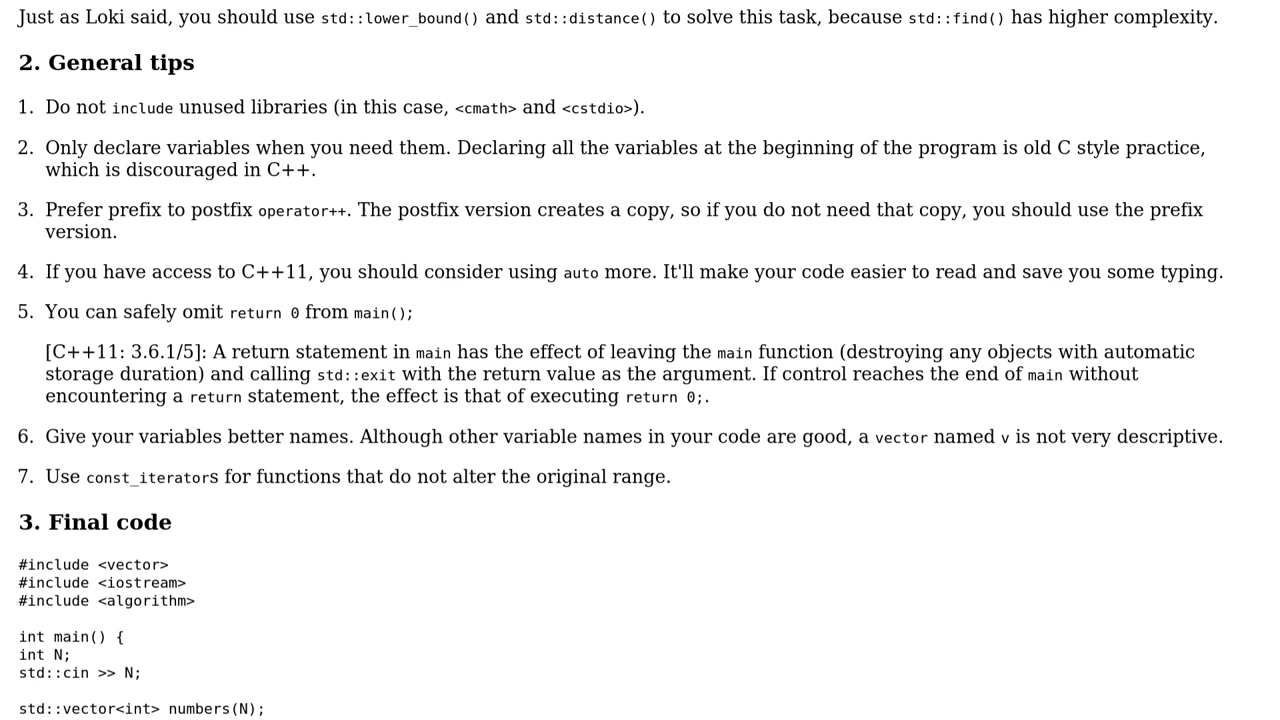 Just as Loki said, you should use std::lower_bound() and std::distance() to solve this task, because std::find() has higher complexity.
2. General tips
1. Do not include unused libraries (in this case, <cmath> and <cstdio>).
2. Only declare variables when you need them. Declaring all the variables at the beginning of the program is old C style practice,
which is discouraged in C++.
3. Prefer prefix to postfix operator++. The postfix version creates a copy, so if you do not need that copy, you should use the prefix
version.
4. If you have access to C++11, you should consider using auto more. It'll make your code easier to read and save you some typing.
5. You can safely omit return 0 from main();
[C++11: 3.6.1/5]: A return statement in main has the effect of leaving the main function (destroying any objects with automatic
storage duration) and calling std::exit with the return value as the argument. If control reaches the end of main without
encountering a return statement, the effect is that of executing return 0;.
6. Give your variables better names. Although other variable names in your code are good, a vector named v is not very descriptive.
7. Use const_iterators for functions that do not alter the original range.
3. Final code
#include <vector>
#include <iostream>
#include <algorithm>
int main() {
int N;
std::cin >> N;
std::vector<int> numbers(N);